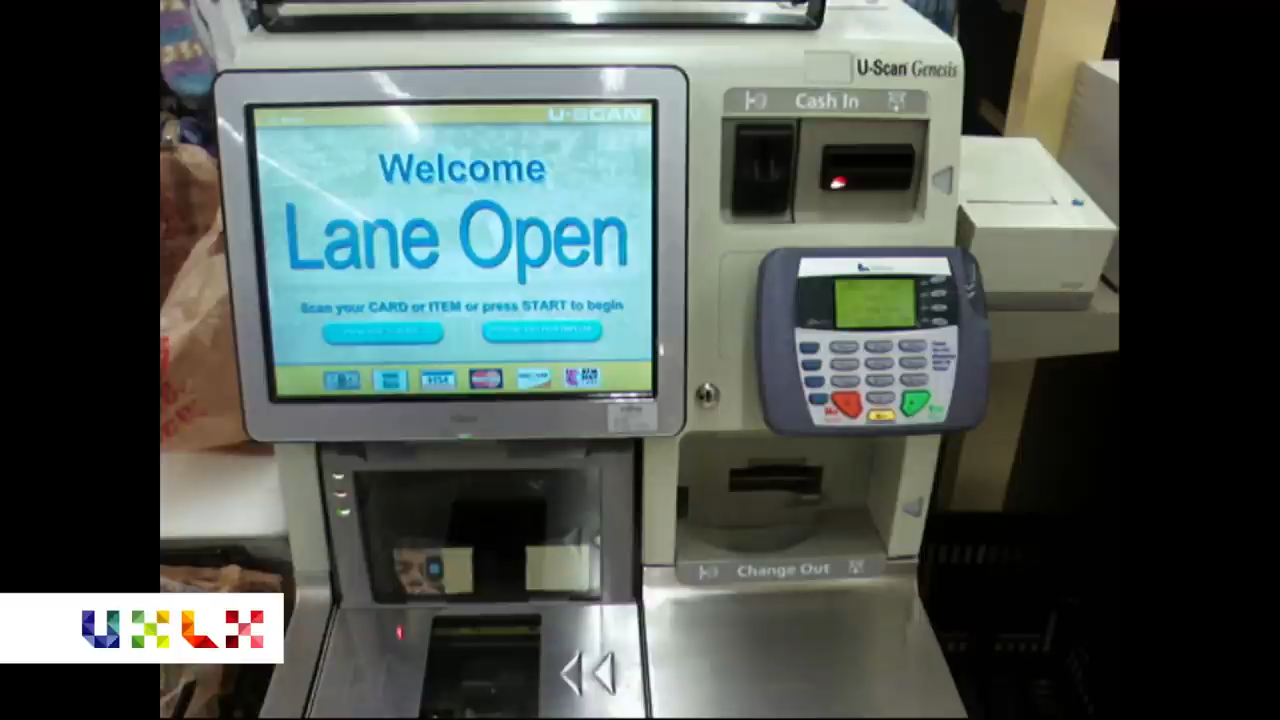 U-Scan Genesis
Cash In
U-SCAN
Welcome
Lane Open
Scan your CARD or ITEM or press START to begin
VISA
Change Out
UXLX